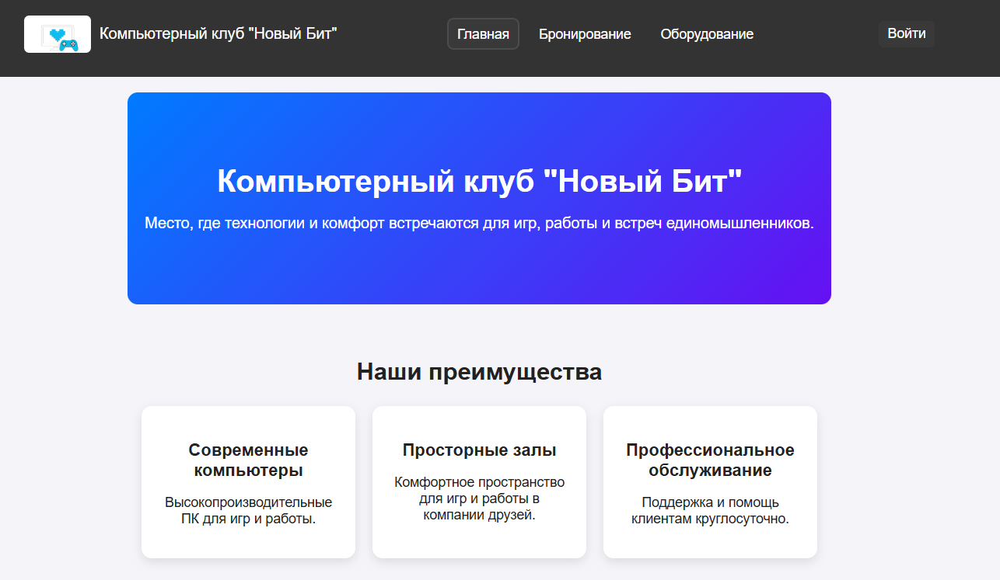 Компьютерный клуб "Новый Бит"
Главная
Бронирование
Оборудование
Войти
Компьютерный клуб "Новый Бит"
Место, где технологии и комфорт встречаются для игр, работы и встреч единомышленников.
Наши преимущества
Современные
компьютеры
Высокопроизводительные
ПК для игр и работы.
Просторные залы
Комфортное пространство
для игр и работы в
компании друзей.
Профессиональное
обслуживание
Поддержка и помощь
клиентам круглосуточно.